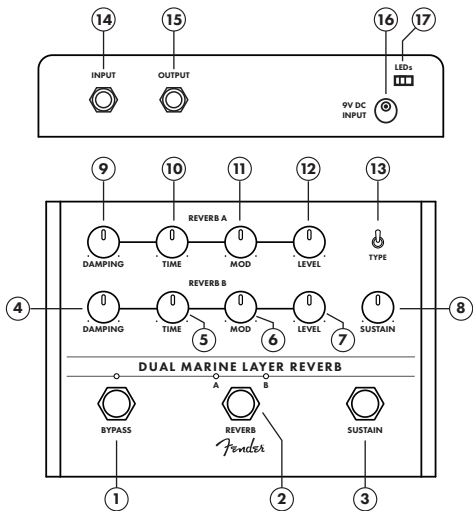 14 15 16 17
LEDs
INPUT OUTPUT
9V DC
INPUT
9 10 11 12 13
REVERB A
DAMPING TIME MOD LEVEL TYPE
REVERB B
4 8
DAMPING TIME MOD LEVEL SUSTAIN
5 6 7
DUAL MARINE LAYER REVERB
A B
BYPASS REVERB SUSTAIN
Fender
1 2 3